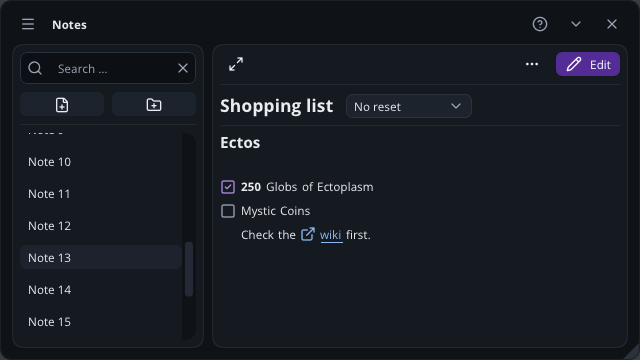 Notes
Search ...
Note 10
Note 11
Note 12
Note 13
Note 14
Note 15
Edit
Shopping list
No reset
Ectos
250 Globs of Ectoplasm
Mystic Coins
Check the wiki first.